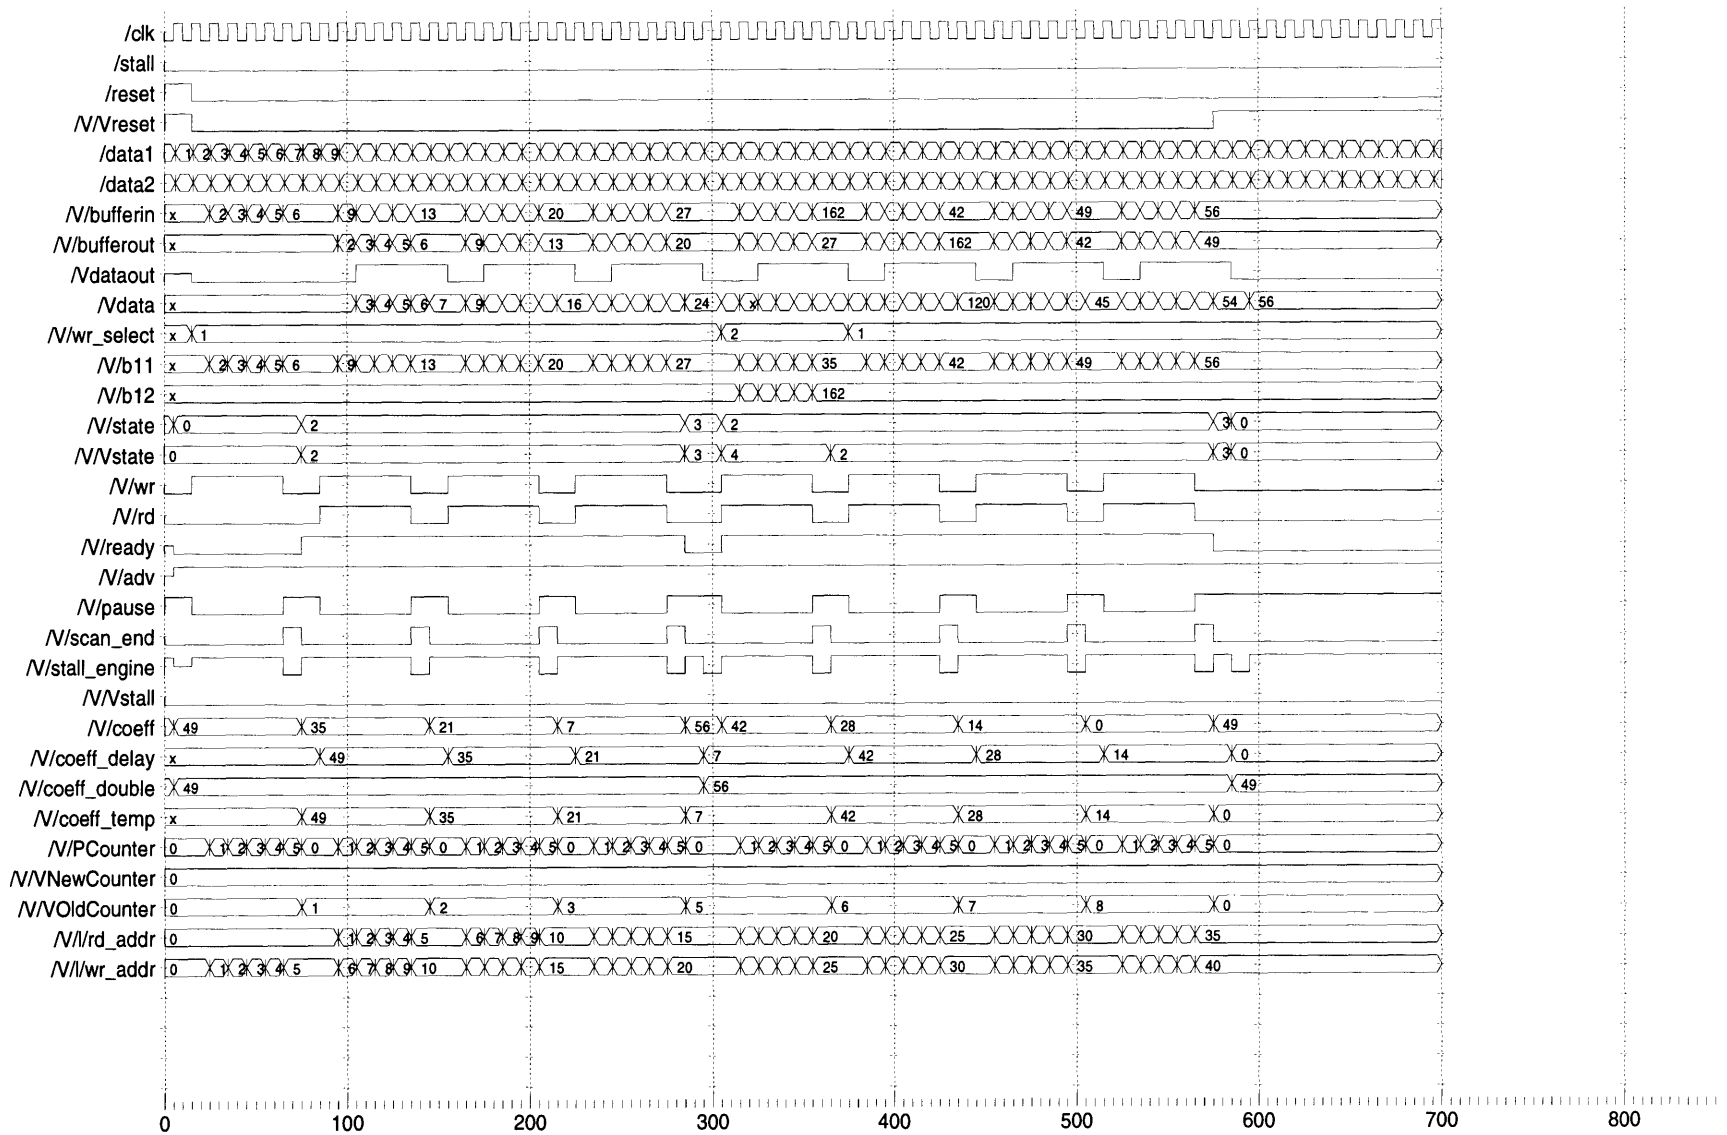 /clk
/stall
/reset
/V/Vreset
/data1 1 2 3 4 5 6 7 8 9
/data2
/V/bufferin x 2 3 4 5 6 9 13 20 27 162 42 49 56
/V/bufferout x 2 3 4 5 6 9 13 20 27 162 42 49
/Vdataout
/Vdata x 3 4 5 6 7 9 16 24 x 120 45 54 56
/V/wr_select x 1 2 1
/V/b11 x 2 3 4 5 6 9 13 20 27 35 42 49 56
/V/b12 x 162
/V/state 0 2 3 2 3 0
/V/Vstate 0 2 3 4 2 3 0
/V/wr
/V/rd
/V/ready
/V/adv
/V/pause
/V/scan_end
/V/stall_engine
/V/Vstall
/V/coeff 49 35 21 7 56 42 28 14 0 49
/V/coeff_delay x 49 35 21 7 42 28 14 0
/V/coeff_double 49 56 49
/V/coeff_temp x 49 35 21 7 42 28 14 0
/V/PCounter 0 1 2 3 4 5 0 1 2 3 4 5 0 1 2 3 4 5 0 1 2 3 4 5 0 1 2 3 4 5 0 1 2 3 4 5 0 1 2 3 4 5 0 1 2 3 4 5 0
/V/VNewCounter 0
/V/VOldCounter 0 1 2 3 5 6 7 8 0
/V/I/rd_addr 0 1 2 3 4 5 6 7 8 9 10 15 20 25 30 35
/V/I/wr_addr 0 1 2 3 4 5 6 7 8 9 10 15 20 25 30 35 40
0 100 200 300 400 500 600 700 800